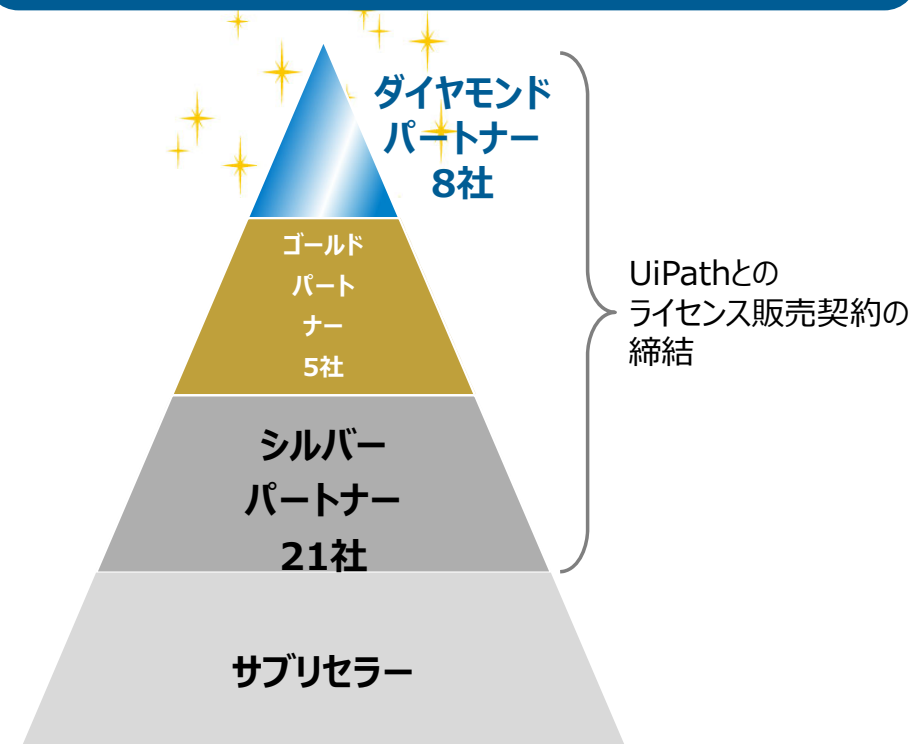 ダイヤモンド
パートナー
8社
ゴールド
パート
ナー
5社
シルバー
パートナー
21社
サブリセラー
UiPathとの
ライセンス販売契約の
締結